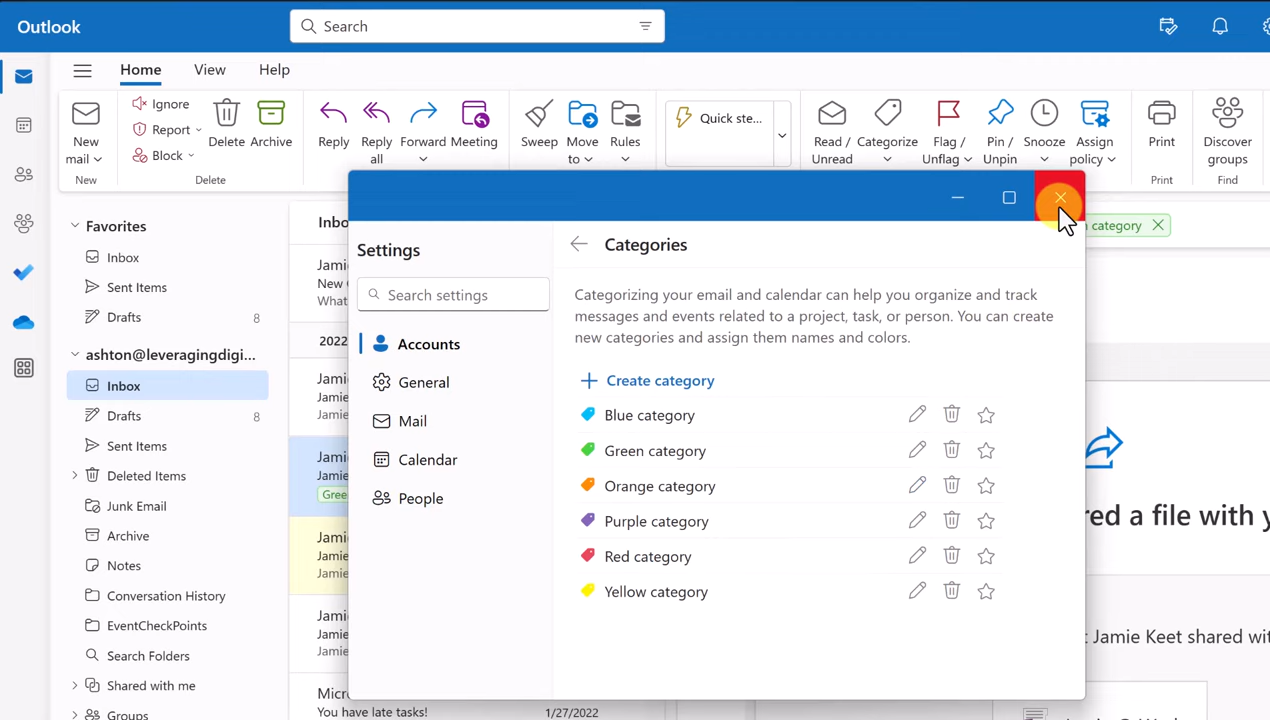 Outlook
Search
Home View Help
New mail
Ignore
Report
Block
Delete
Archive
Reply
Reply all
Forward
Meeting
Sweep
Move to
Rules
Quick ste...
Read / Unread
Categorize
Flag / Unflag
Pin / Unpin
Snooze
Assign policy
Print
Discover groups
New
Delete
Print
Find
Favorites
Inbox
Sent Items
Drafts 8
ashton@leveragingdigi...
Inbox
Drafts 8
Sent Items
Deleted Items
Junk Email
Archive
Notes
Conversation History
EventCheckPoints
Search Folders
Shared with me
Groups
Inbo
Jami
New
What
2022
Jami
Jamie
Jamie
Jami
Jamie
Gree
Jami
Jamie
Jamie
Jami
Jamie
Jamie
Micr
You have late tasks! 1/27/2022
Settings
Search settings
Accounts
General
Mail
Calendar
People
Categories
Categorizing your email and calendar can help you organize and track
messages and events related to a project, task, or person. You can create
new categories and assign them names and colors.
Create category
Blue category
Green category
Orange category
Purple category
Red category
Yellow category
category
red a file with y
Jamie Keet shared wit